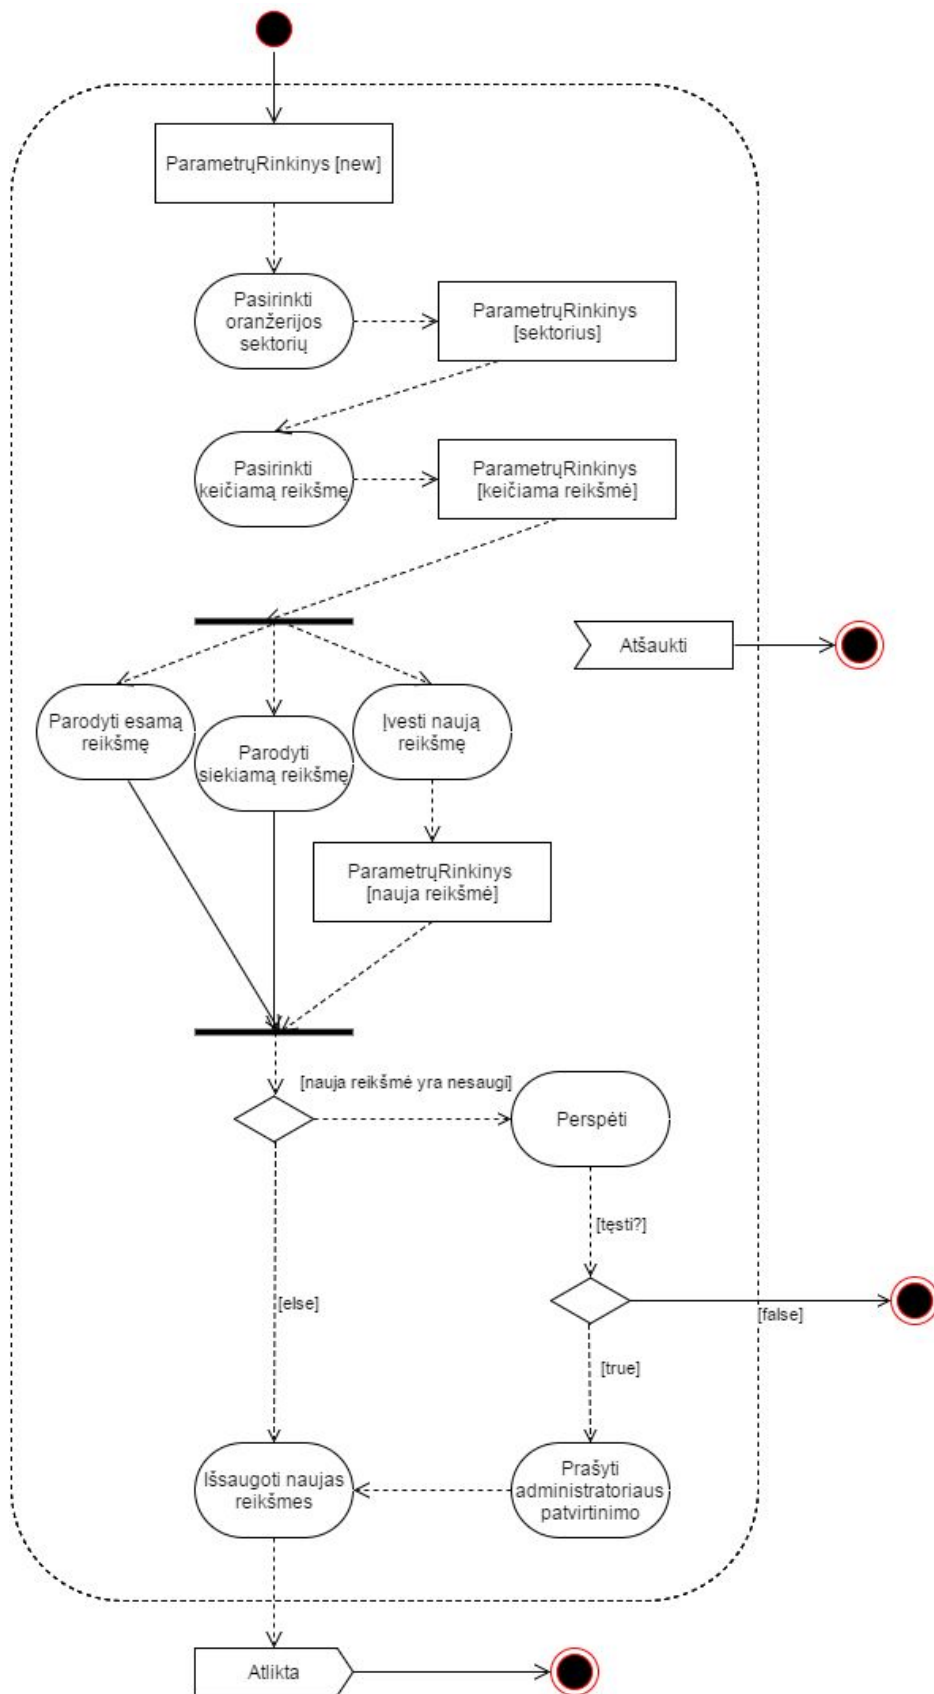 ParametrųRinkinys [new]
Pasirinkti
oranžerijos
sektorių
ParametrųRinkinys
[sektorius]
Pasirinkti
keičiamą reikšmę
ParametrųRinkinys
[keičiama reikšmė]
Atšaukti
Parodyti esamą
reikšmę
Parodyti
siekiamą reikšmę
Įvesti naują
reikšmę
ParametrųRinkinys
[nauja reikšmė]
[nauja reikšmė yra nesaugi]
Perspėti
[tęsti?]
[else]
[false]
[true]
Išsaugoti naujas
reikšmes
Prašyti
administratoriaus
patvirtinimo
Atlikta